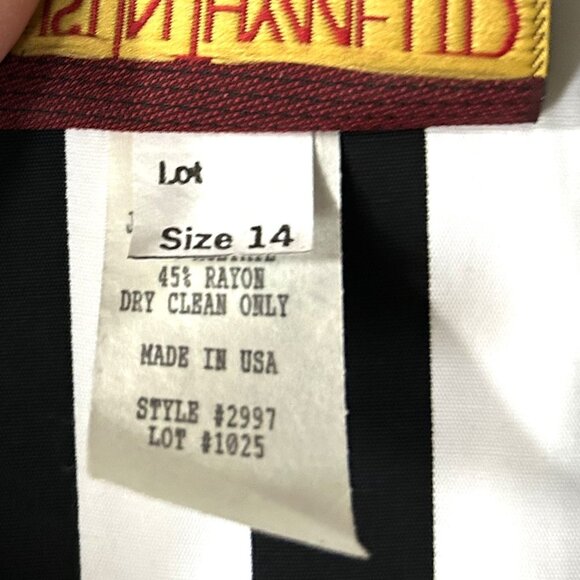 Lot
Size 14
45% RAYON
DRY CLEAN ONLY
MADE IN USA
STYLE #2997
LOT #1025